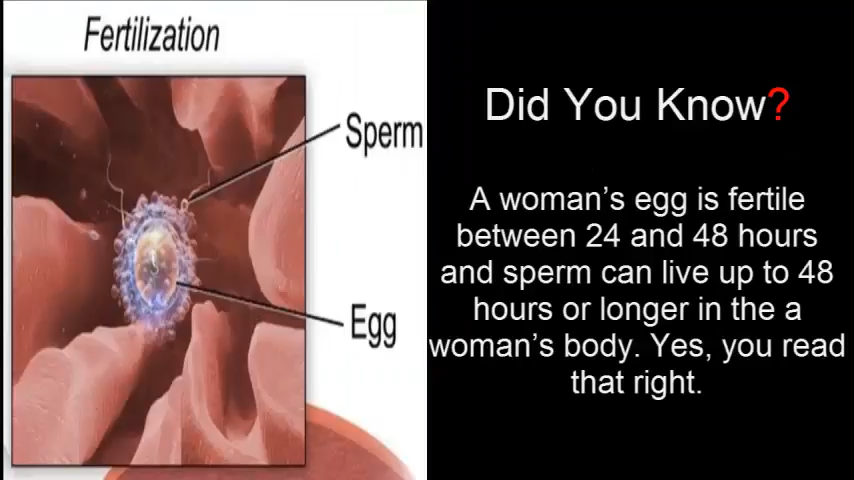 Fertilization
Sperm
Egg
Did You Know?
A woman's egg is fertile
between 24 and 48 hours
and sperm can live up to 48
hours or longer in the a
woman's body. Yes, you read
that right.